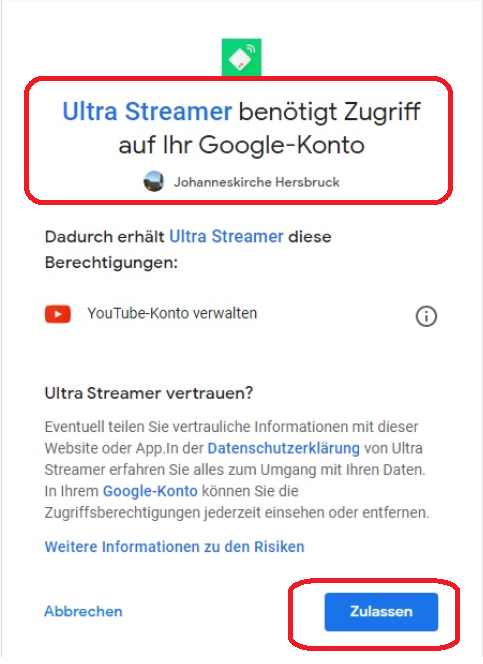 Ultra Streamer benötigt Zugriff
auf Ihr Google-Konto
Johanneskirche Hersbruck
Dadurch erhält Ultra Streamer diese
Berechtigungen:
YouTube-Konto verwalten
Ultra Streamer vertrauen?
Eventuell teilen Sie vertrauliche Informationen mit dieser
Website oder App.In der Datenschutzerklärung von Ultra
Streamer erfahren Sie alles zum Umgang mit Ihren Daten.
In Ihrem Google-Konto können Sie die
Zugriffsberechtigungen jederzeit einsehen oder entfernen.
Weitere Informationen zu den Risiken
Abbrechen
Zulassen